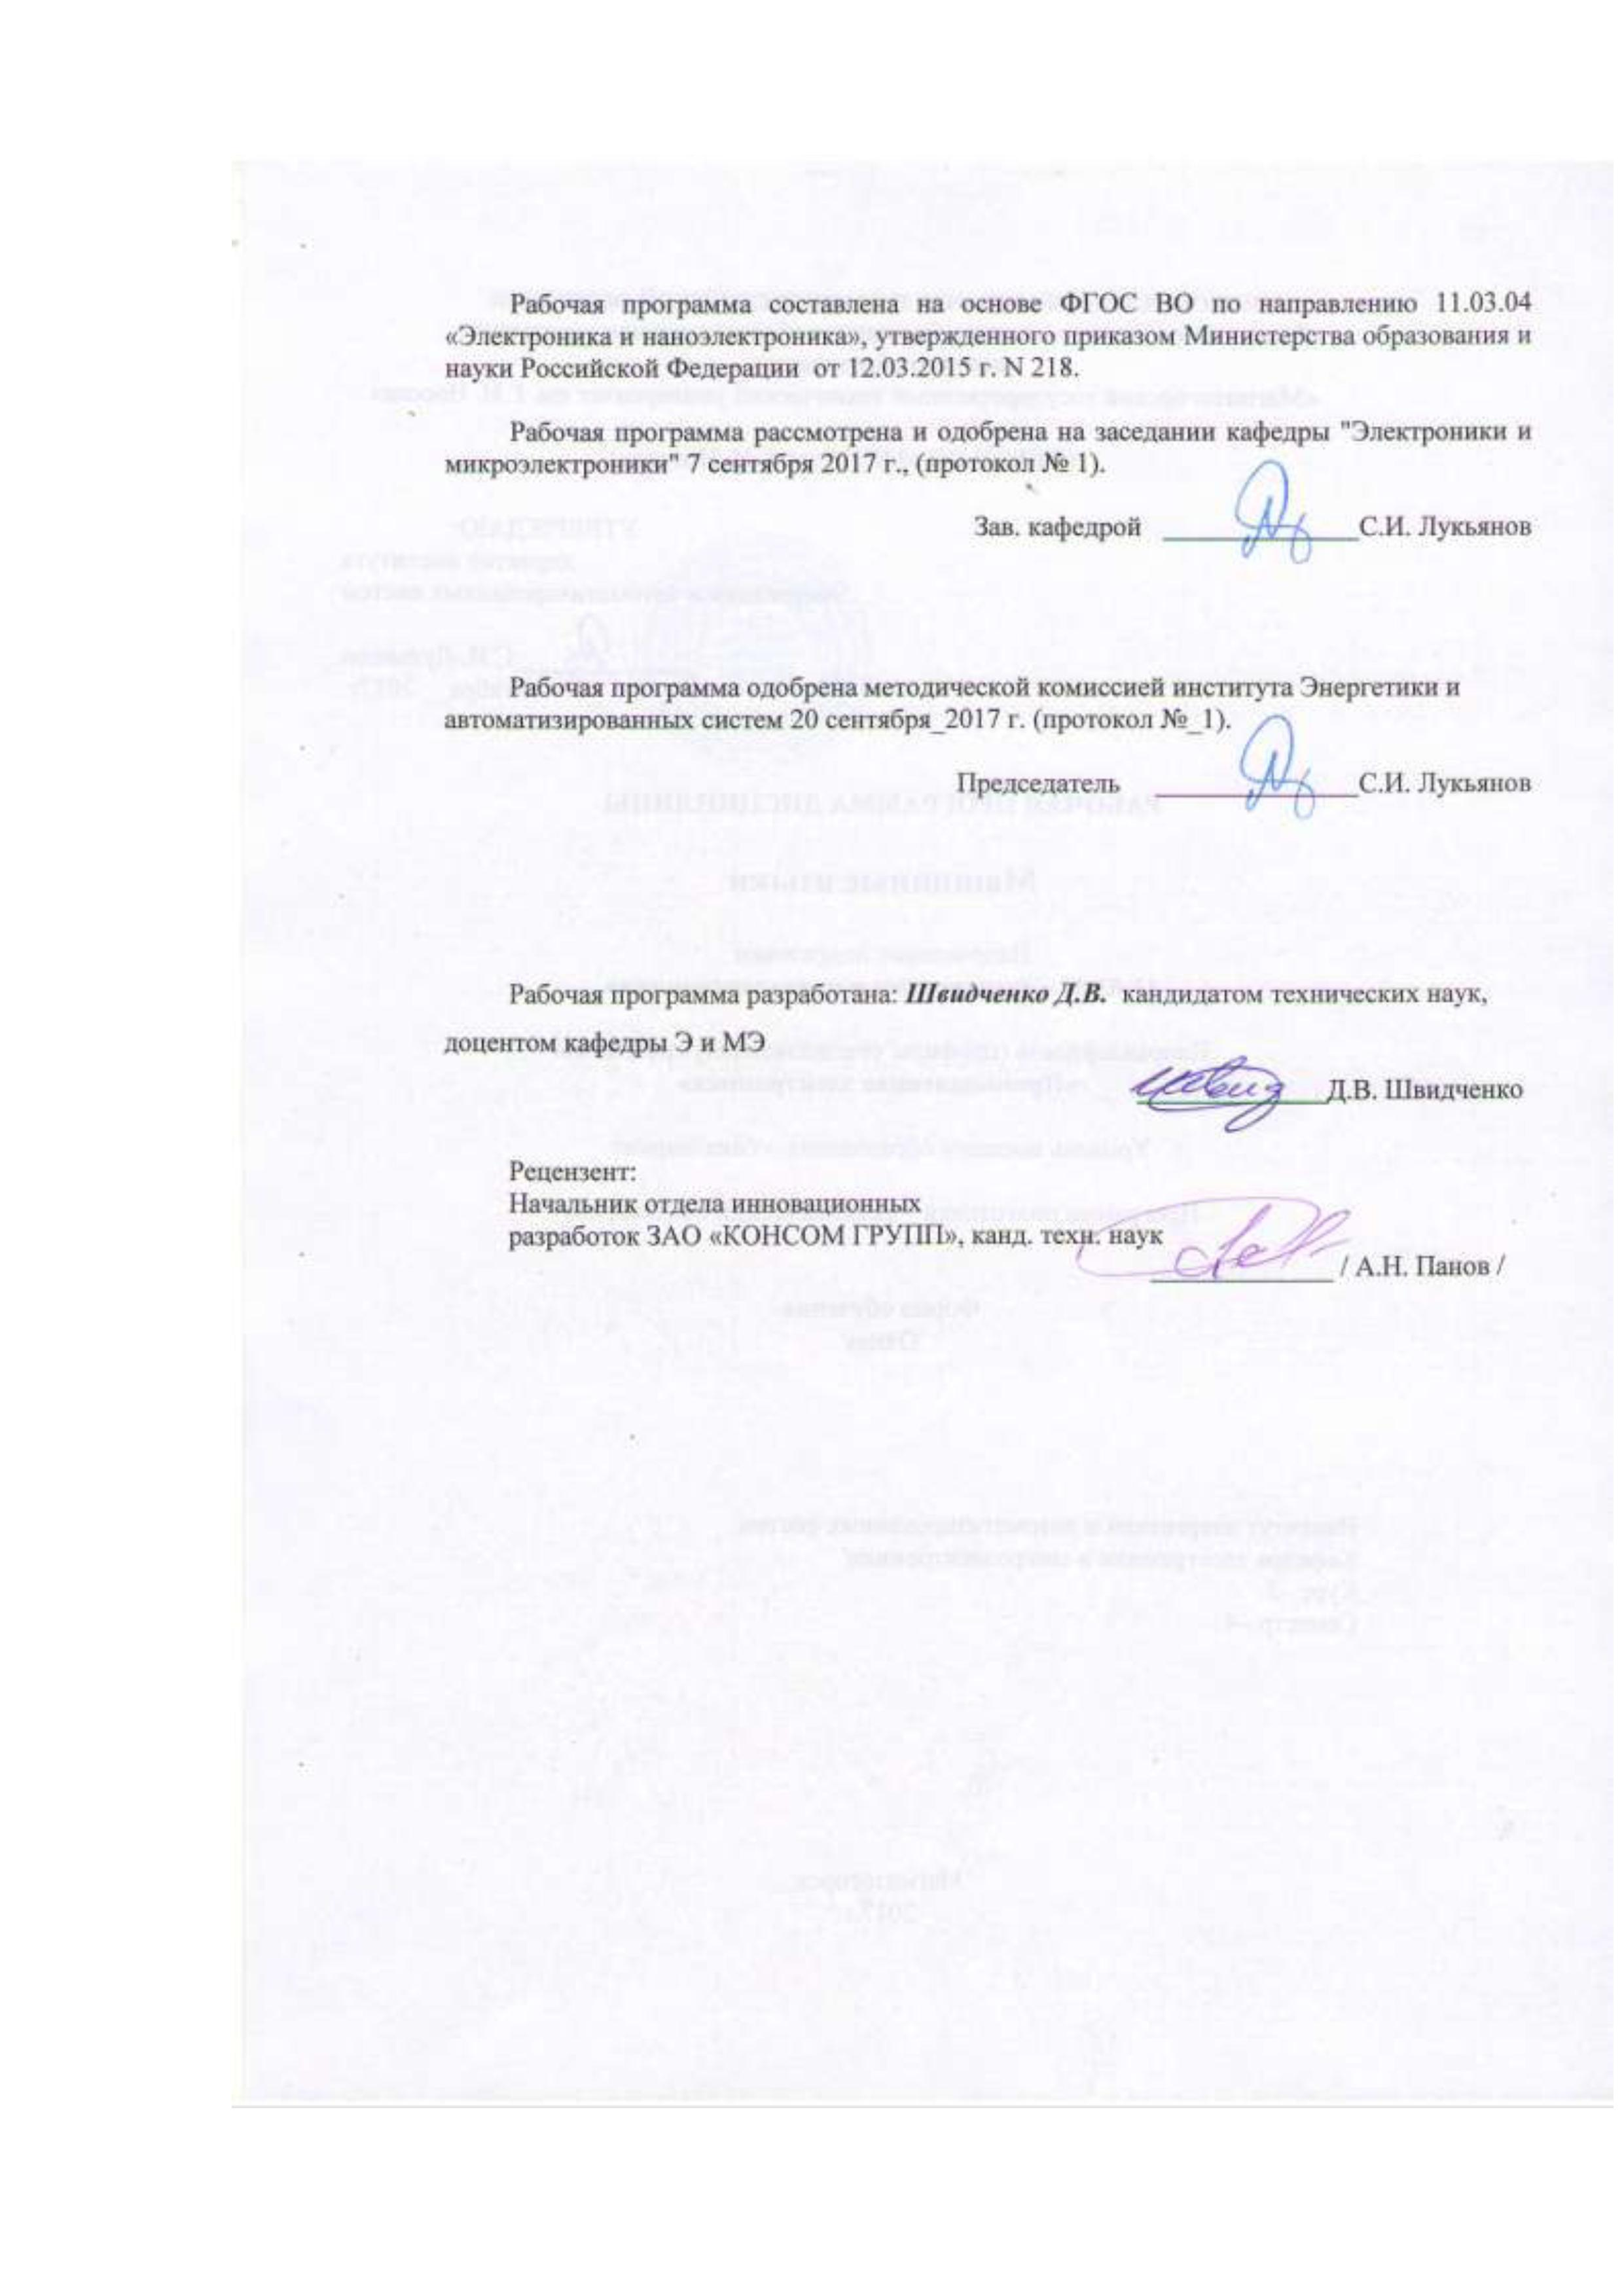 Рабочая программа составлена на основе ФГОС ВО по направлению 11.03.04
«Электроника и наноэлектроника», утвержденного приказом Министерства образования и
науки Российской Федерации от 12.03.2015 г. N 218.
Рабочая программа рассмотрена и одобрена на заседании кафедры "Электроники и
микроэлектроники" 7 сентября 2017 г., (протокол № 1).
Зав. кафедрой ____________ С.И. Лукьянов
Рабочая программа одобрена методической комиссией института Энергетики и
автоматизированных систем 20 сентября_2017 г. (протокол №_1).
Председатель ____________ С.И. Лукьянов
Рабочая программа разработана: Швидченко Д.В. кандидатом технических наук,
доцентом кафедры Э и МЭ
____________ Д.В. Швидченко
Рецензент:
Начальник отдела инновационных
разработок ЗАО «КОНСОМ ГРУПП», канд. техн. наук
____________ / А.Н. Панов /